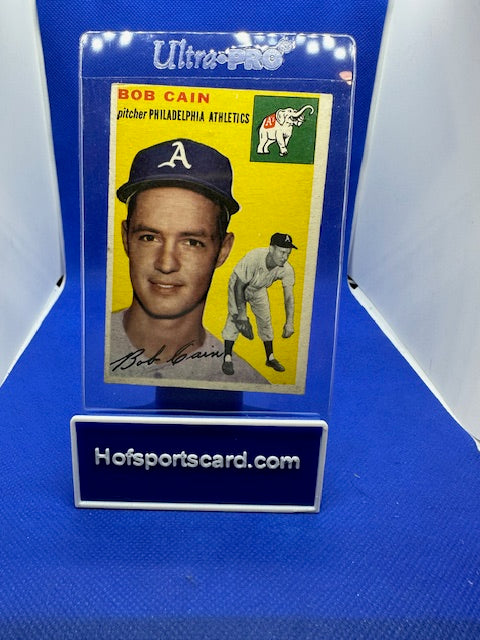 Ultra•PRO
BOB CAIN
pitcher PHILADELPHIA ATHLETICS
A's
A
A
Bob Cain
Hofsportscard.com